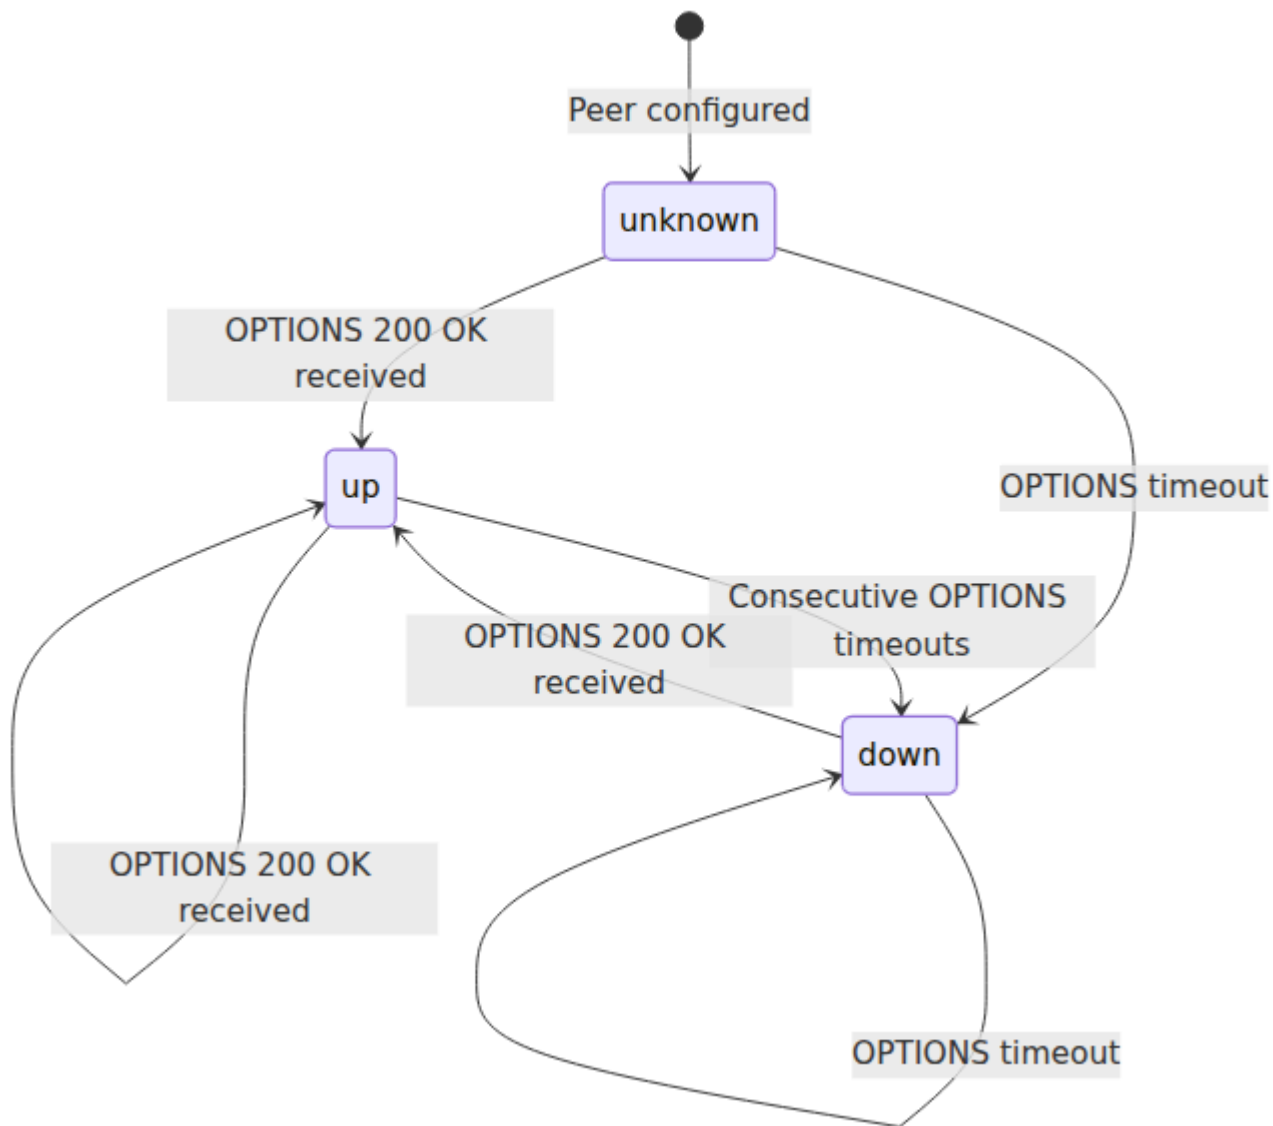 Peer configured
unknown
OPTIONS 200 OK
received
up
OPTIONS timeout
Consecutive OPTIONS
timeouts
OPTIONS 200 OK
received
down
OPTIONS 200 OK
received
OPTIONS timeout